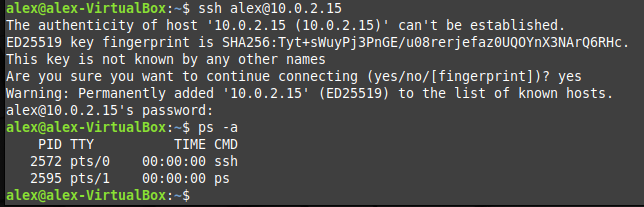 alex@alex-VirtualBox:~$ ssh alex@10.0.2.15
The authenticity of host '10.0.2.15 (10.0.2.15)' can't be established.
ED25519 key fingerprint is SHA256:Tyt+sWuyPj3PnGE/u08rerjefaz0UQOYnX3NArQ6RHc.
This key is not known by any other names
Are you sure you want to continue connecting (yes/no/[fingerprint])? yes
Warning: Permanently added '10.0.2.15' (ED25519) to the list of known hosts.
alex@10.0.2.15's password:
alex@alex-VirtualBox:~$ ps -a
    PID TTY          TIME CMD
   2572 pts/0    00:00:00 ssh
   2595 pts/1    00:00:00 ps
alex@alex-VirtualBox:~$